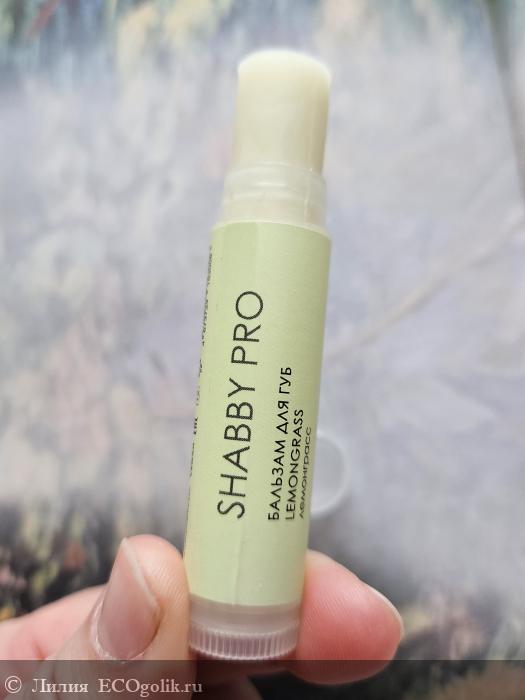 SHABBY PRO
БАЛЬЗАМ ДЛЯ ГУБ
LEMONGRASS
лемонграсс
© Лилия ECOgolik.ru